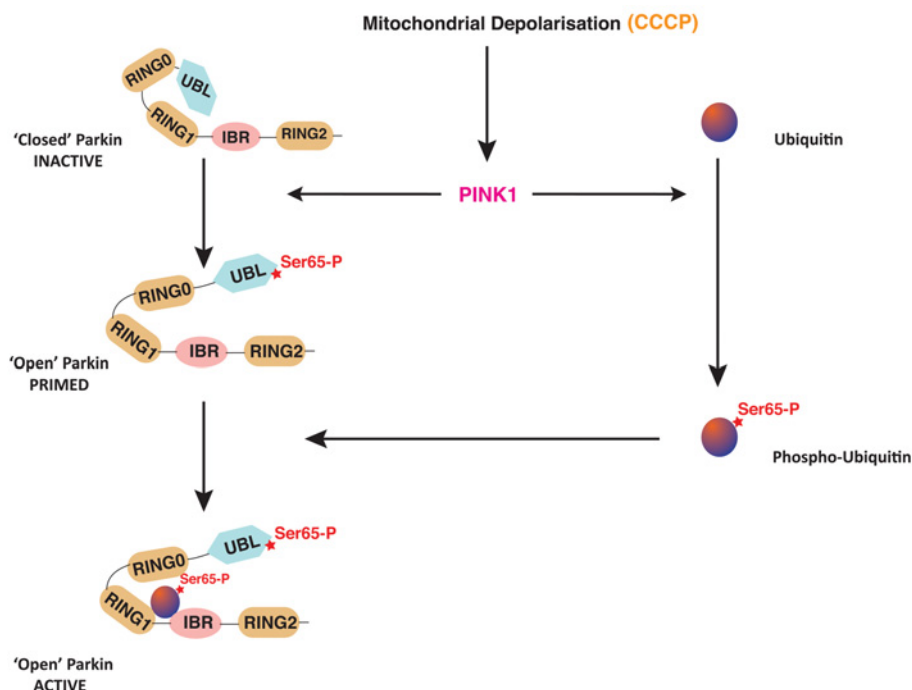 Mitochondrial Depolarisation (CCCP)
RING0
UBL
RING1
IBR
RING2
'Closed' Parkin
INACTIVE
Ubiquitin
PINK1
Ser65-P
UBL
RING0
RING1
IBR
RING2
'Open' Parkin
PRIMED
Ser65-P
Phospho-Ubiquitin
Ser65-P
UBL
RING0
Ser65-P
RING1
IBR
RING2
'Open' Parkin
ACTIVE